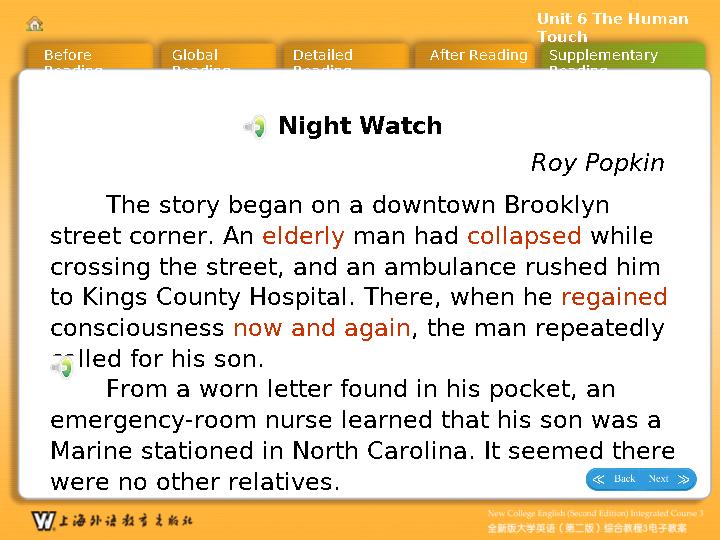 Unit 6 The Human
Touch
Before
Reading
Global
Reading
Detailed
Reading
After Reading
Supplementary
Reading
Night Watch
Roy Popkin
The story began on a downtown Brooklyn
street corner. An elderly man had collapsed while
crossing the street, and an ambulance rushed him
to Kings County Hospital. There, when he regained
consciousness now and again, the man repeatedly
called for his son.
From a worn letter found in his pocket, an
emergency-room nurse learned that his son was a
Marine stationed in North Carolina. It seemed there
were no other relatives.
Back Next
W 上海外语教育出版社
New College English (Second Edition) Integrated Course 3
全新版大学英语（第二版）综合教程3电子教案